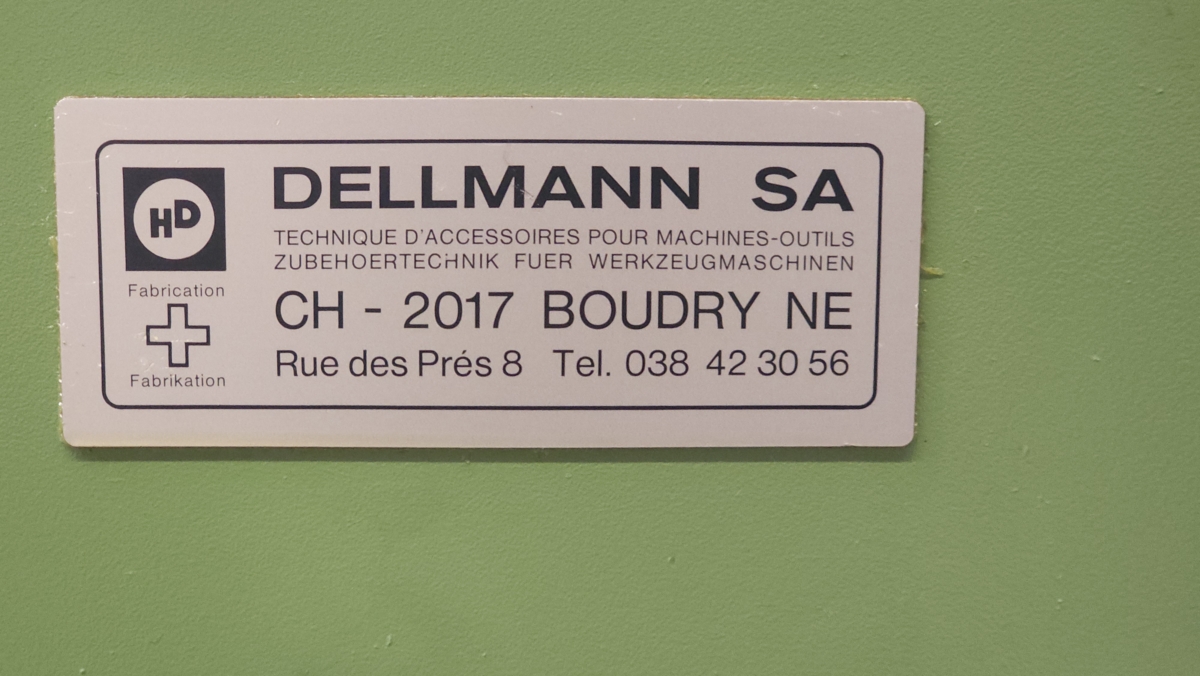 HD
DELLMANN SA
TECHNIQUE D'ACCESSOIRES POUR MACHINES-OUTILS
ZUBEHOERTECHNIK FUER WERKZEUGMASCHINEN
Fabrication
CH - 2017 BOUDRY NE
Rue des Prés 8 Tel. 038 42 30 56
Fabrikation